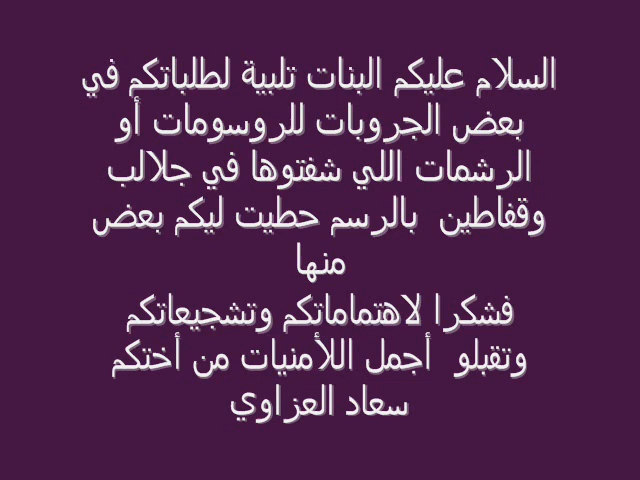 السلام عليكم البنات تلبية لطلباتكم في
بعض الجروبات للروسومات أو
الرشمات اللي شفتوها في جلالب
وقفاطين بالرسم حطيت ليكم بعض
منها
فشكرا لاهتماماتكم وتشجيعاتكم
وتقبلو أجمل اللأمنيات من أختكم
سعاد العزاوي